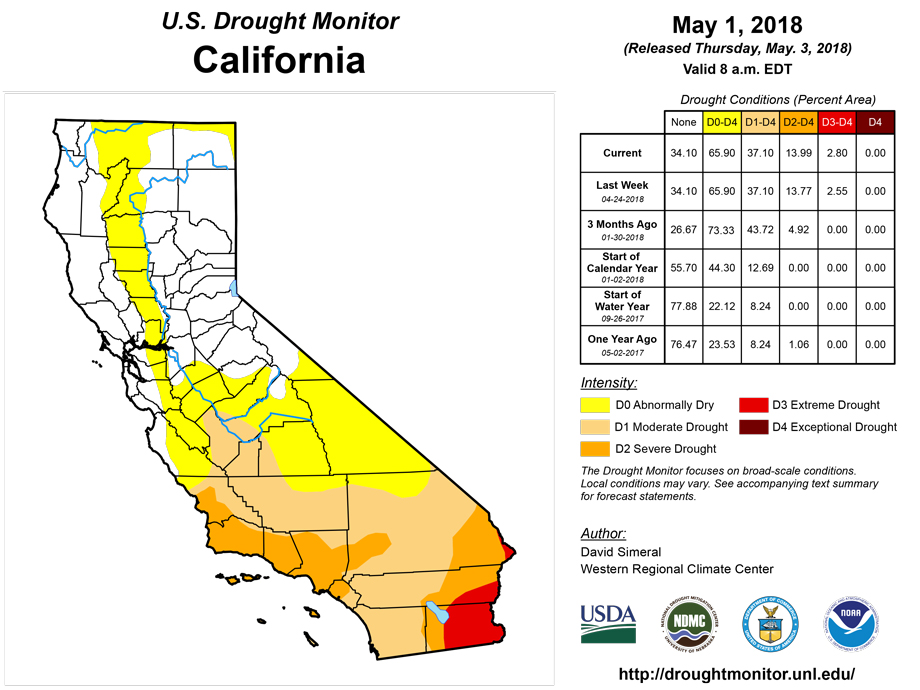 U.S. Drought Monitor
California
May 1, 2018
(Released Thursday, May. 3, 2018)
Valid 8 a.m. EDT
Drought Conditions (Percent Area)
None D0-D4 D1-D4 D2-D4 D3-D4 D4
Current 34.10 65.90 37.10 13.99 2.80 0.00
Last Week
04-24-2018 34.10 65.90 37.10 13.77 2.55 0.00
3 Months Ago
01-30-2018 26.67 73.33 43.72 4.92 0.00 0.00
Start of
Calendar Year
01-02-2018 55.70 44.30 12.69 0.00 0.00 0.00
Start of
Water Year
09-26-2017 77.88 22.12 8.24 0.00 0.00 0.00
One Year Ago
05-02-2017 76.47 23.53 8.24 1.06 0.00 0.00
Intensity:
D0 Abnormally Dry
D1 Moderate Drought
D2 Severe Drought
D3 Extreme Drought
D4 Exceptional Drought
The Drought Monitor focuses on broad-scale conditions.
Local conditions may vary. See accompanying text summary
for forecast statements.
Author:
David Simeral
Western Regional Climate Center
USDA
NATIONAL DROUGHT MITIGATION CENTER
NDMC
UNIVERSITY OF NEBRASKA
DEPARTMENT OF COMMERCE
UNITED STATES OF AMERICA
NOAA
http://droughtmonitor.unl.edu/